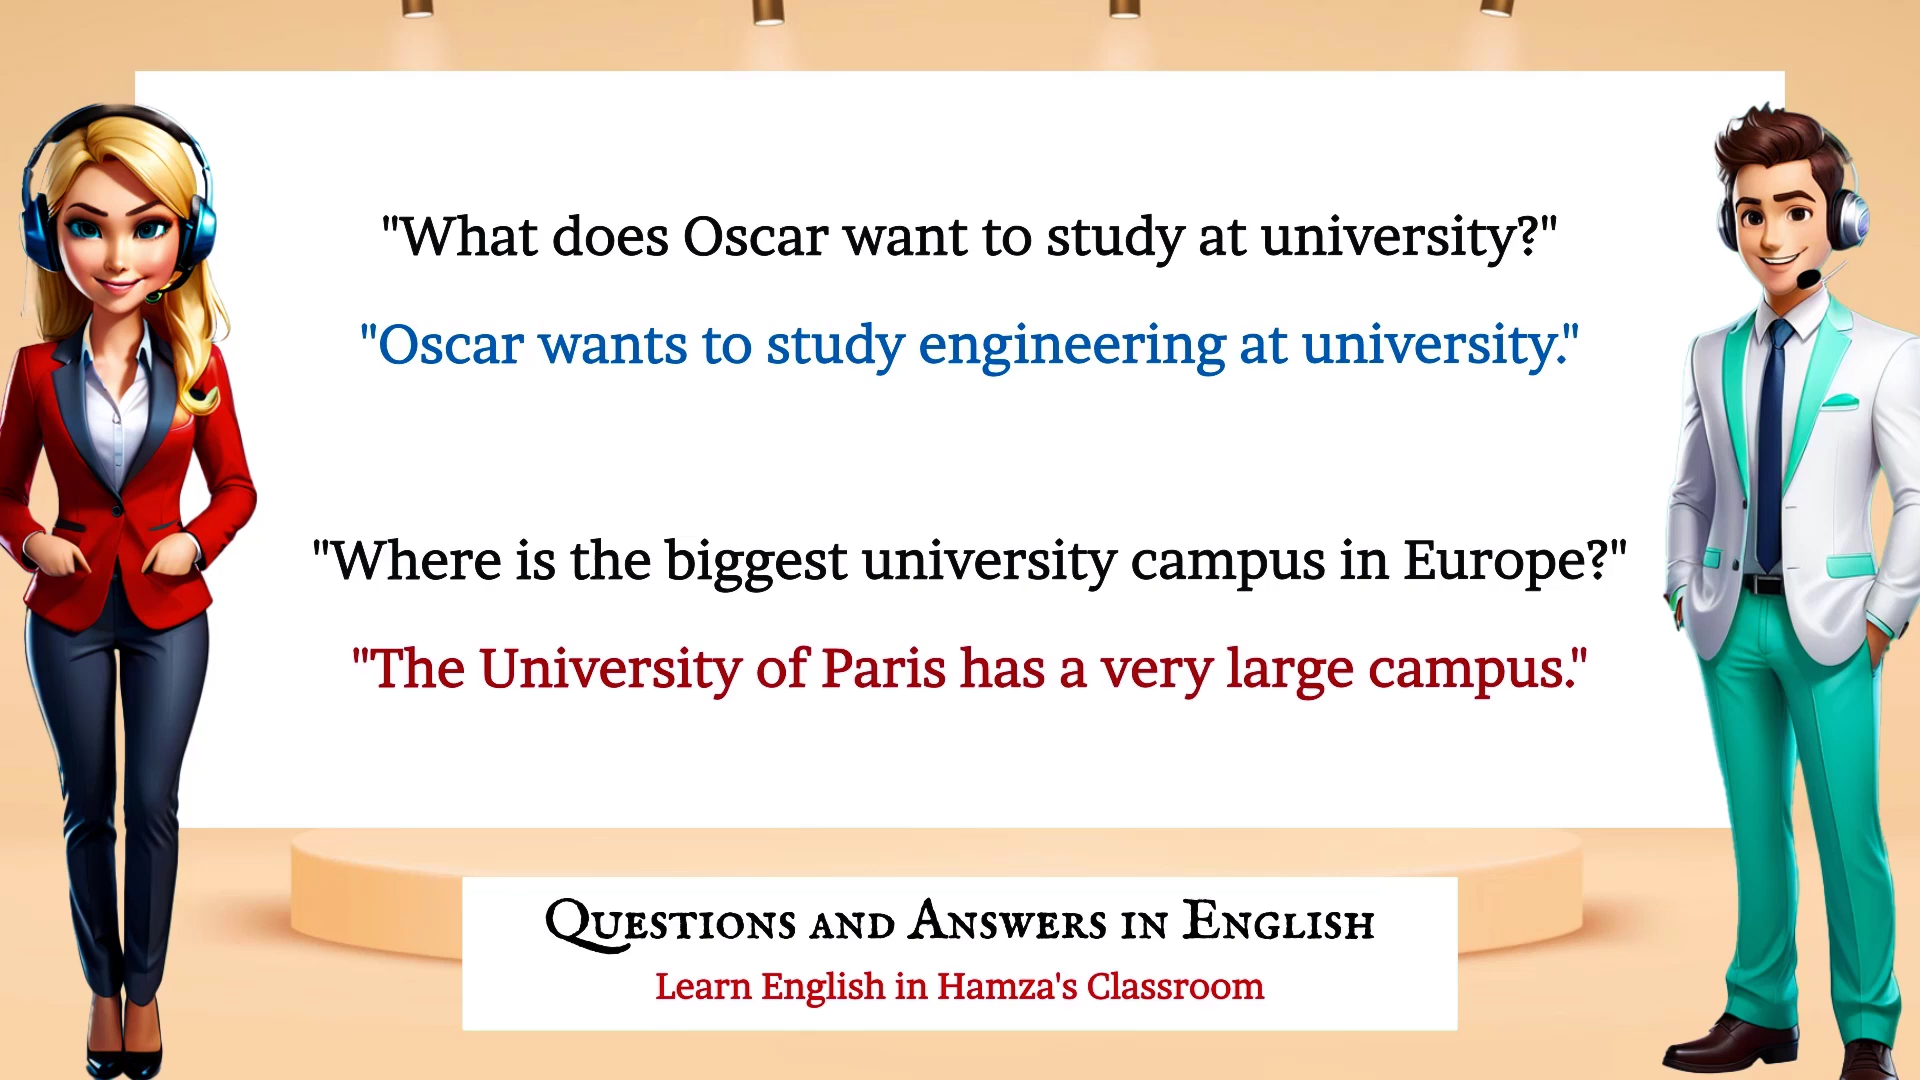 "What does Oscar want to study at university?"
"Oscar wants to study engineering at university."
"Where is the biggest university campus in Europe?"
"The University of Paris has a very large campus."
Questions and Answers in English
Learn English in Hamza's Classroom